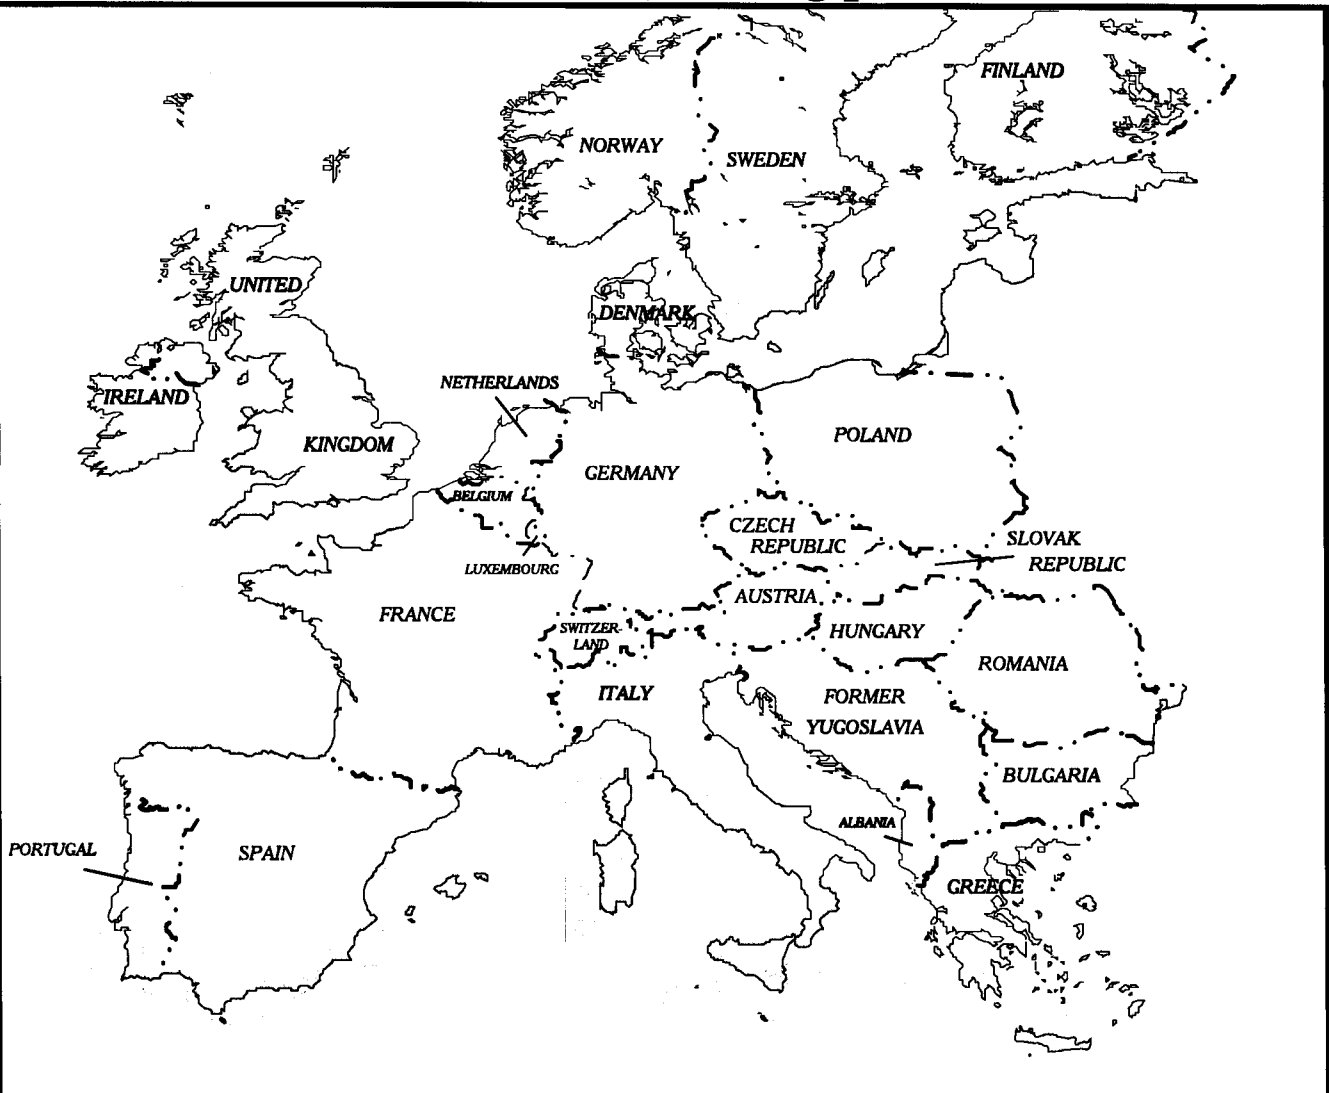 FINLAND
NORWAY
SWEDEN
UNITED
DENMARK
NETHERLANDS
IRELAND
KINGDOM
POLAND
GERMANY
BELGIUM
CZECH
REPUBLIC
SLOVAK
REPUBLIC
LUXEMBOURG
AUSTRIA
FRANCE
SWITZER-
LAND
HUNGARY
ROMANIA
ITALY
FORMER
YUGOSLAVIA
BULGARIA
ALBANIA
PORTUGAL
SPAIN
GREECE